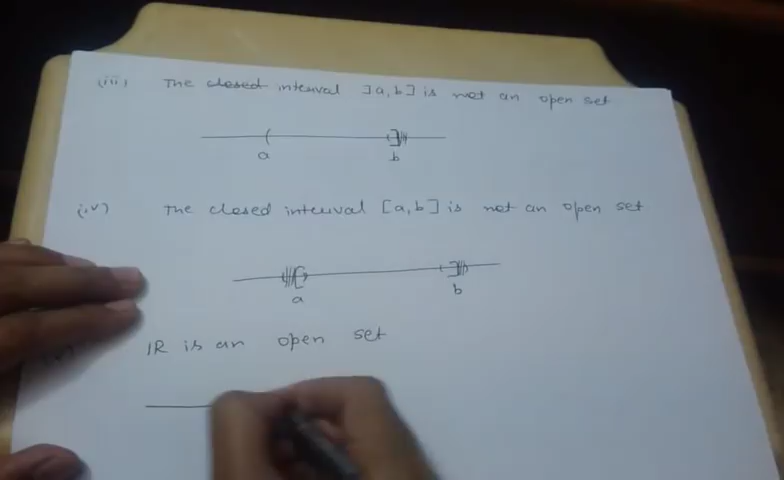 (iii) The closed interval ]a,b] is not an open set
a b
(iv) The closed interval [a,b] is not an open set
a b
IR is an open set